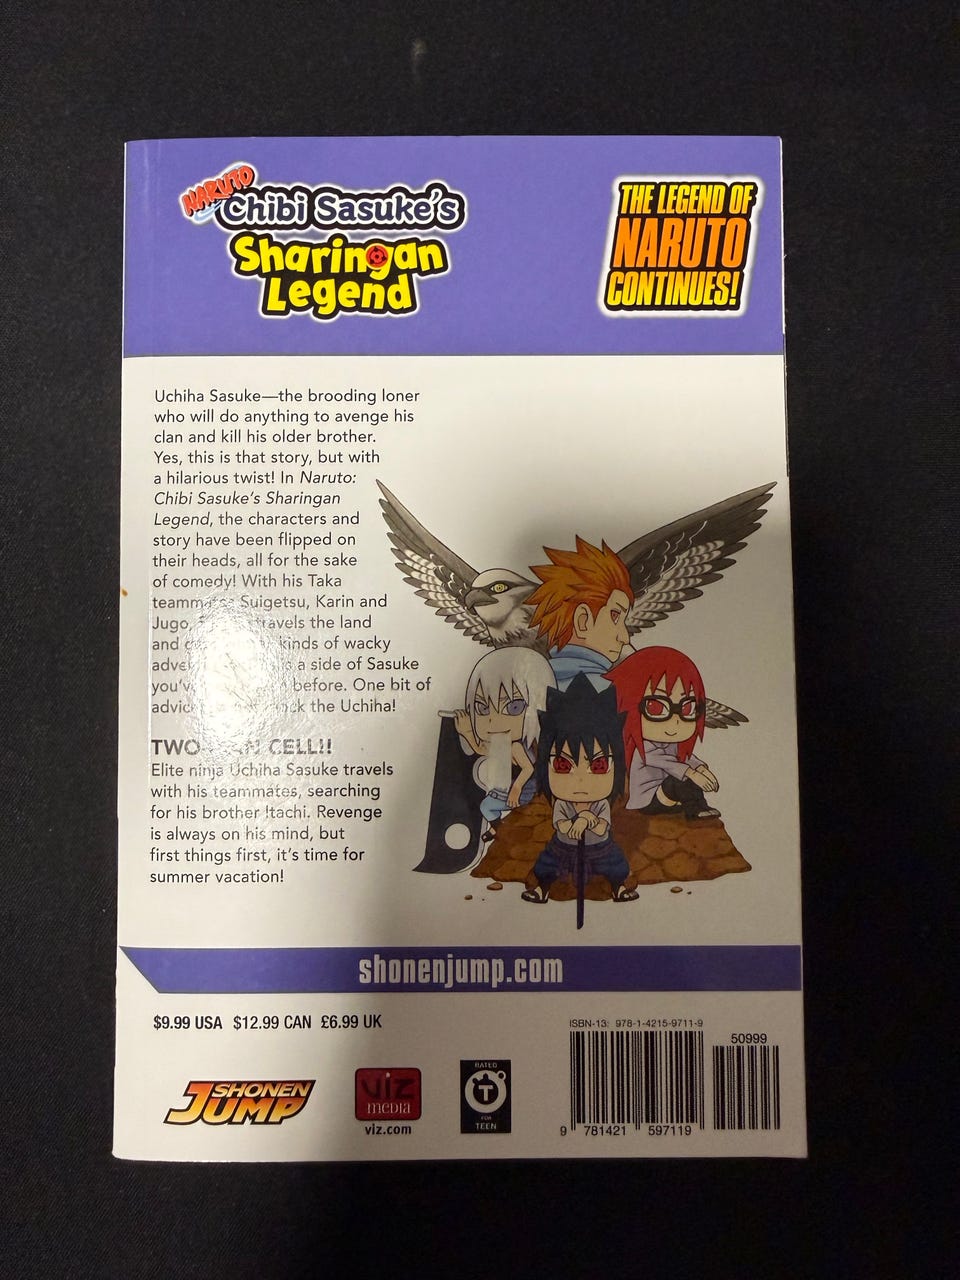 NARUTO
Chibi Sasuke's
Sharingan
Legend
THE LEGEND OF
NARUTO
CONTINUES!
Uchiha Sasuke—the brooding loner
who will do anything to avenge his
clan and kill his older brother.
Yes, this is that story, but with
a hilarious twist! In Naruto:
Chibi Sasuke's Sharingan
Legend, the characters and
story have been flipped on
their heads, all for the sake
of comedy! With his Taka
teammates Suigetsu, Karin and
Jugo, travels the land
and kinds of wacky
a side of Sasuke
before. One bit of
the Uchiha!
TWO CELL!!
Elite ninja Uchiha Sasuke travels
with his teammates, searching
for his brother Itachi. Revenge
is always on his mind, but
first things first, it's time for
summer vacation!
shonenjump.com
$9.99 USA $12.99 CAN £6.99 UK
ISBN-13: 978-1-4215-9711-9
50999
9 781421 597119
SHONEN
JUMP
VIZ
media
viz.com
RATED
T
FOR
TEEN